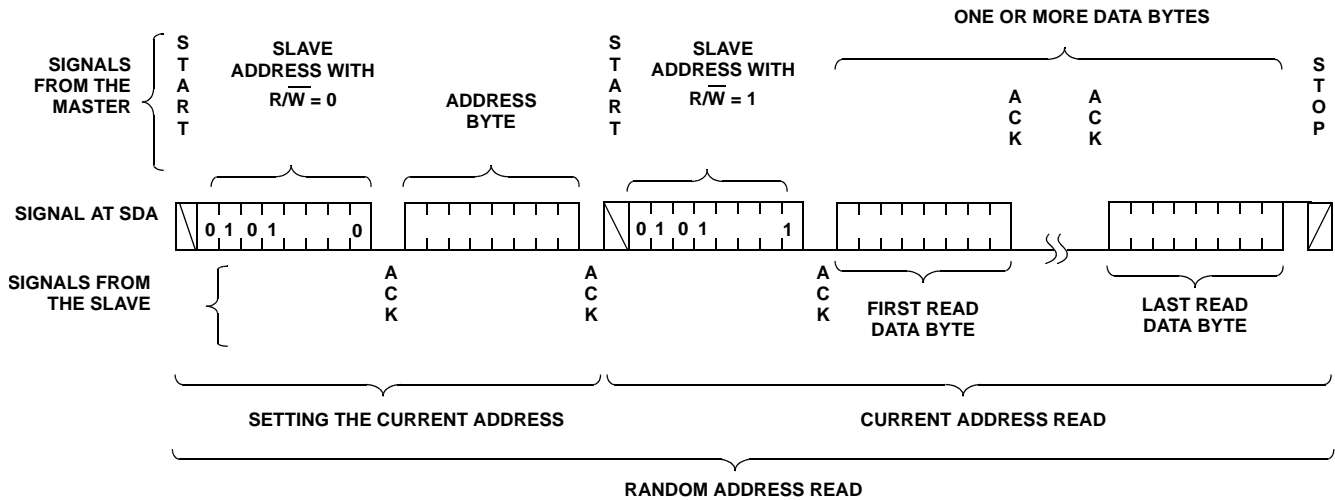 ONE OR MORE DATA BYTES
SIGNALS
FROM THE
MASTER
START
SLAVE
ADDRESS WITH
R/W̅ = 0
ADDRESS
BYTE
START
SLAVE
ADDRESS WITH
R/W̅ = 1
ACK
ACK
STOP
SIGNAL AT SDA
0 1 0 1 0
0 1 0 1 1
SIGNALS FROM
THE SLAVE
ACK
ACK
ACK
FIRST READ
DATA BYTE
LAST READ
DATA BYTE
SETTING THE CURRENT ADDRESS
CURRENT ADDRESS READ
RANDOM ADDRESS READ